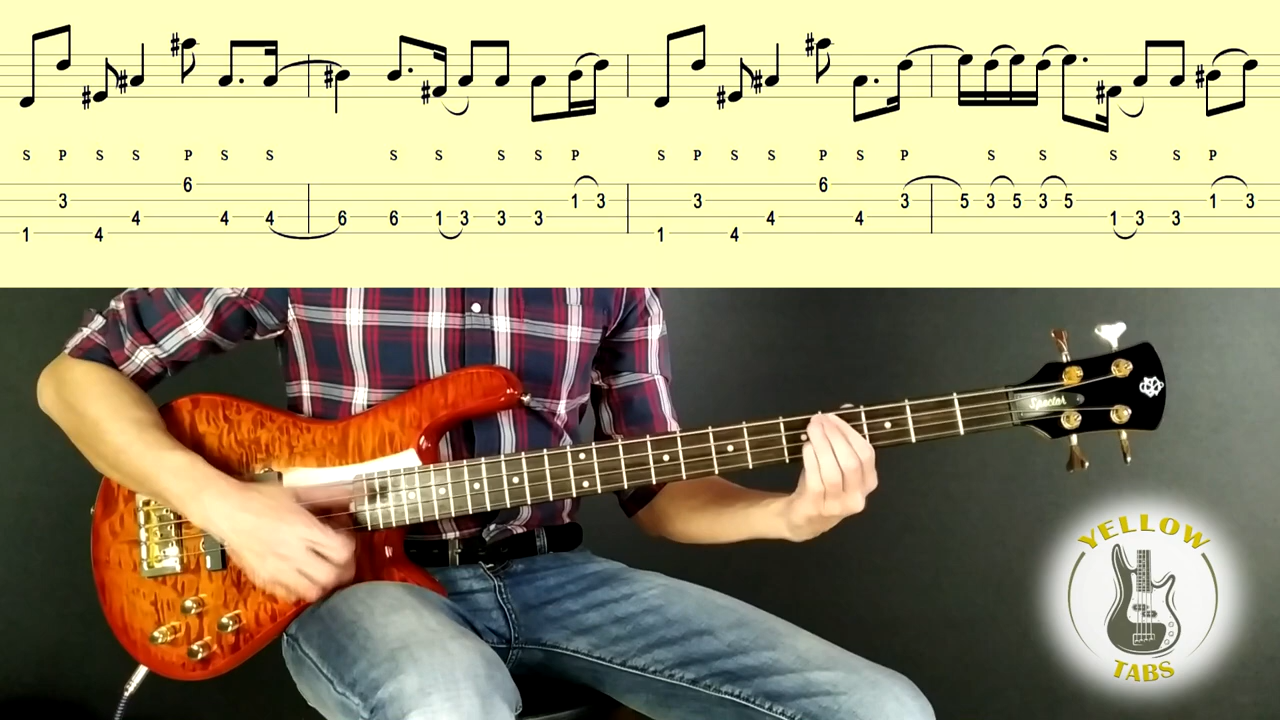 S P S S P S S S S S S P S P S S P S P S S S S P
6 6
3 1 3 3 5 3 5 3 5 1 3
4 4 4 6 6 1 3 3 3 4 4 1 3 3
1 4 1 4
Spector
YELLOW
TABS